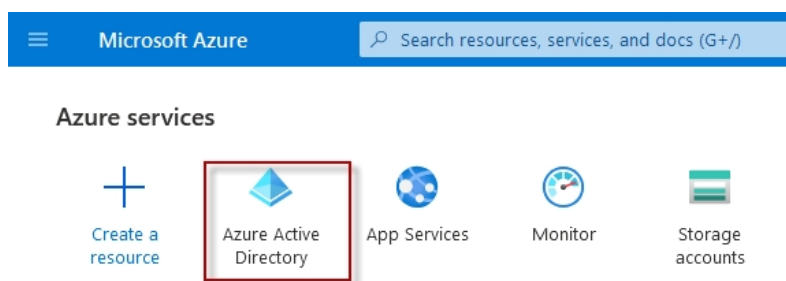 Microsoft Azure
Search resources, services, and docs (G+/)
Azure services
Create a
resource
Azure Active
Directory
App Services
Monitor
Storage
accounts